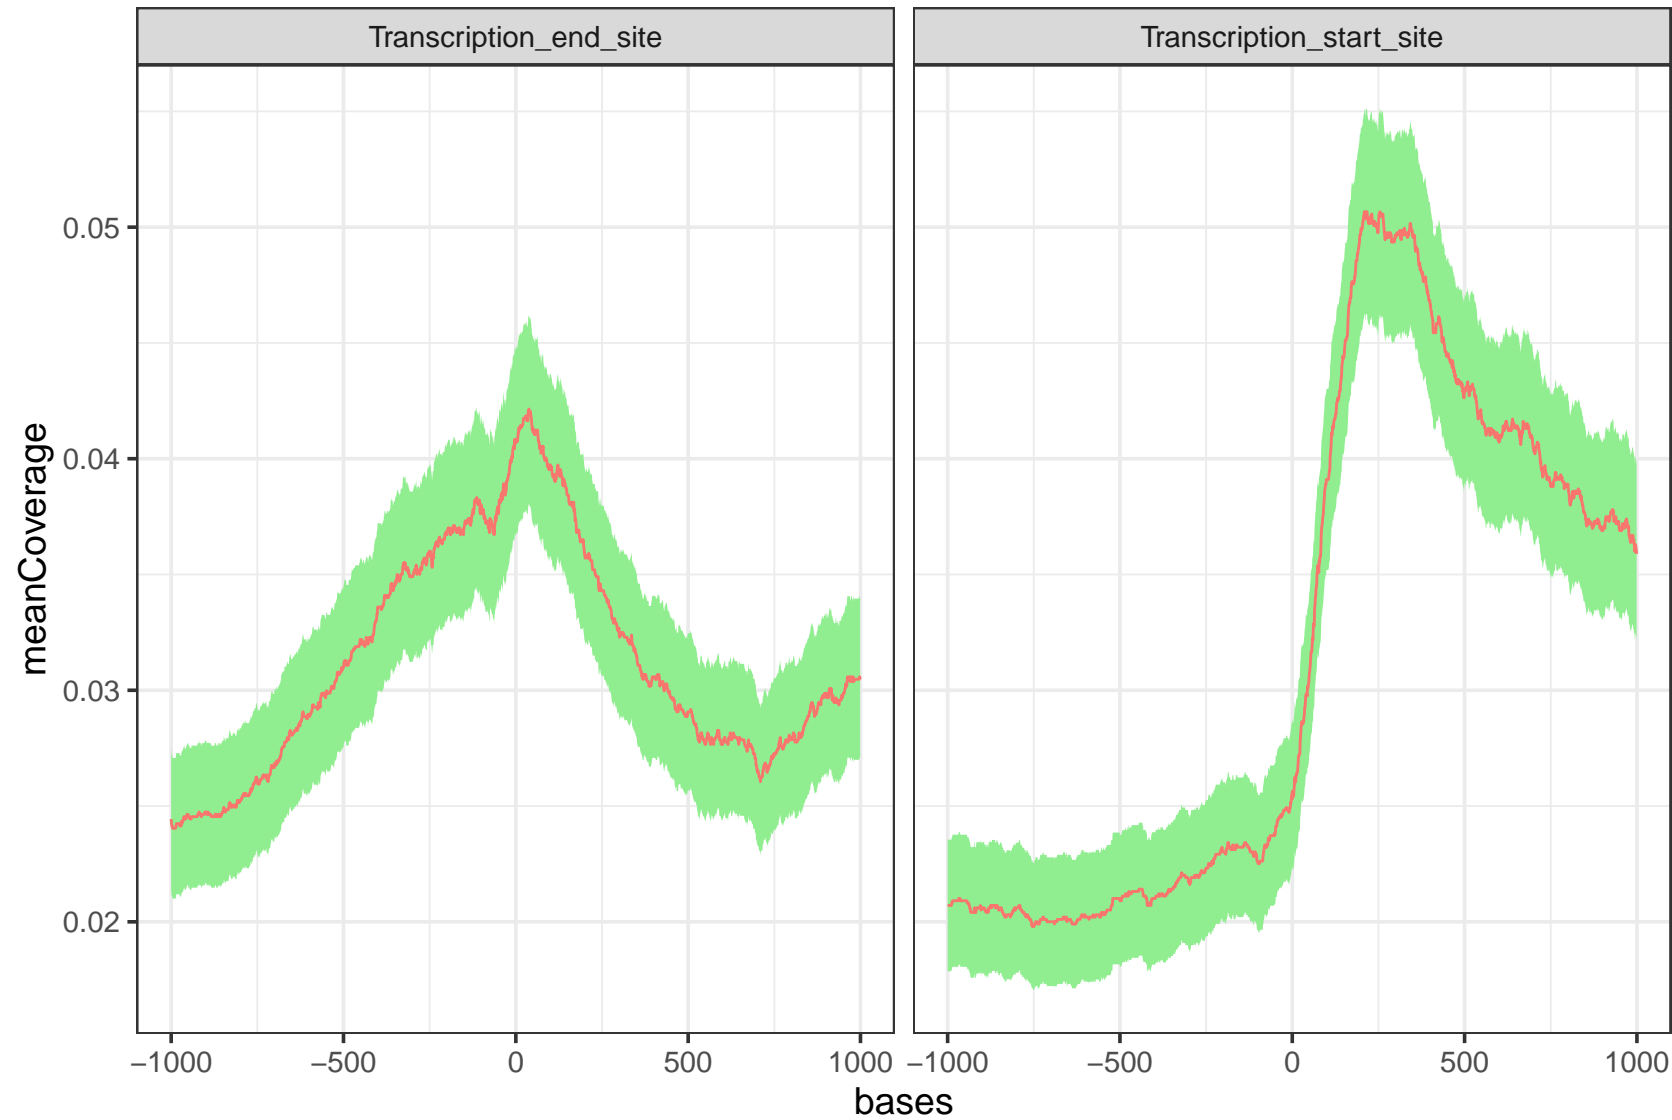 Transcription_end_site
Transcription_start_site
meanCoverage
0.05
0.04
0.03
0.02
−1000 −500 0 500 1000
−1000 −500 0 500 1000
bases